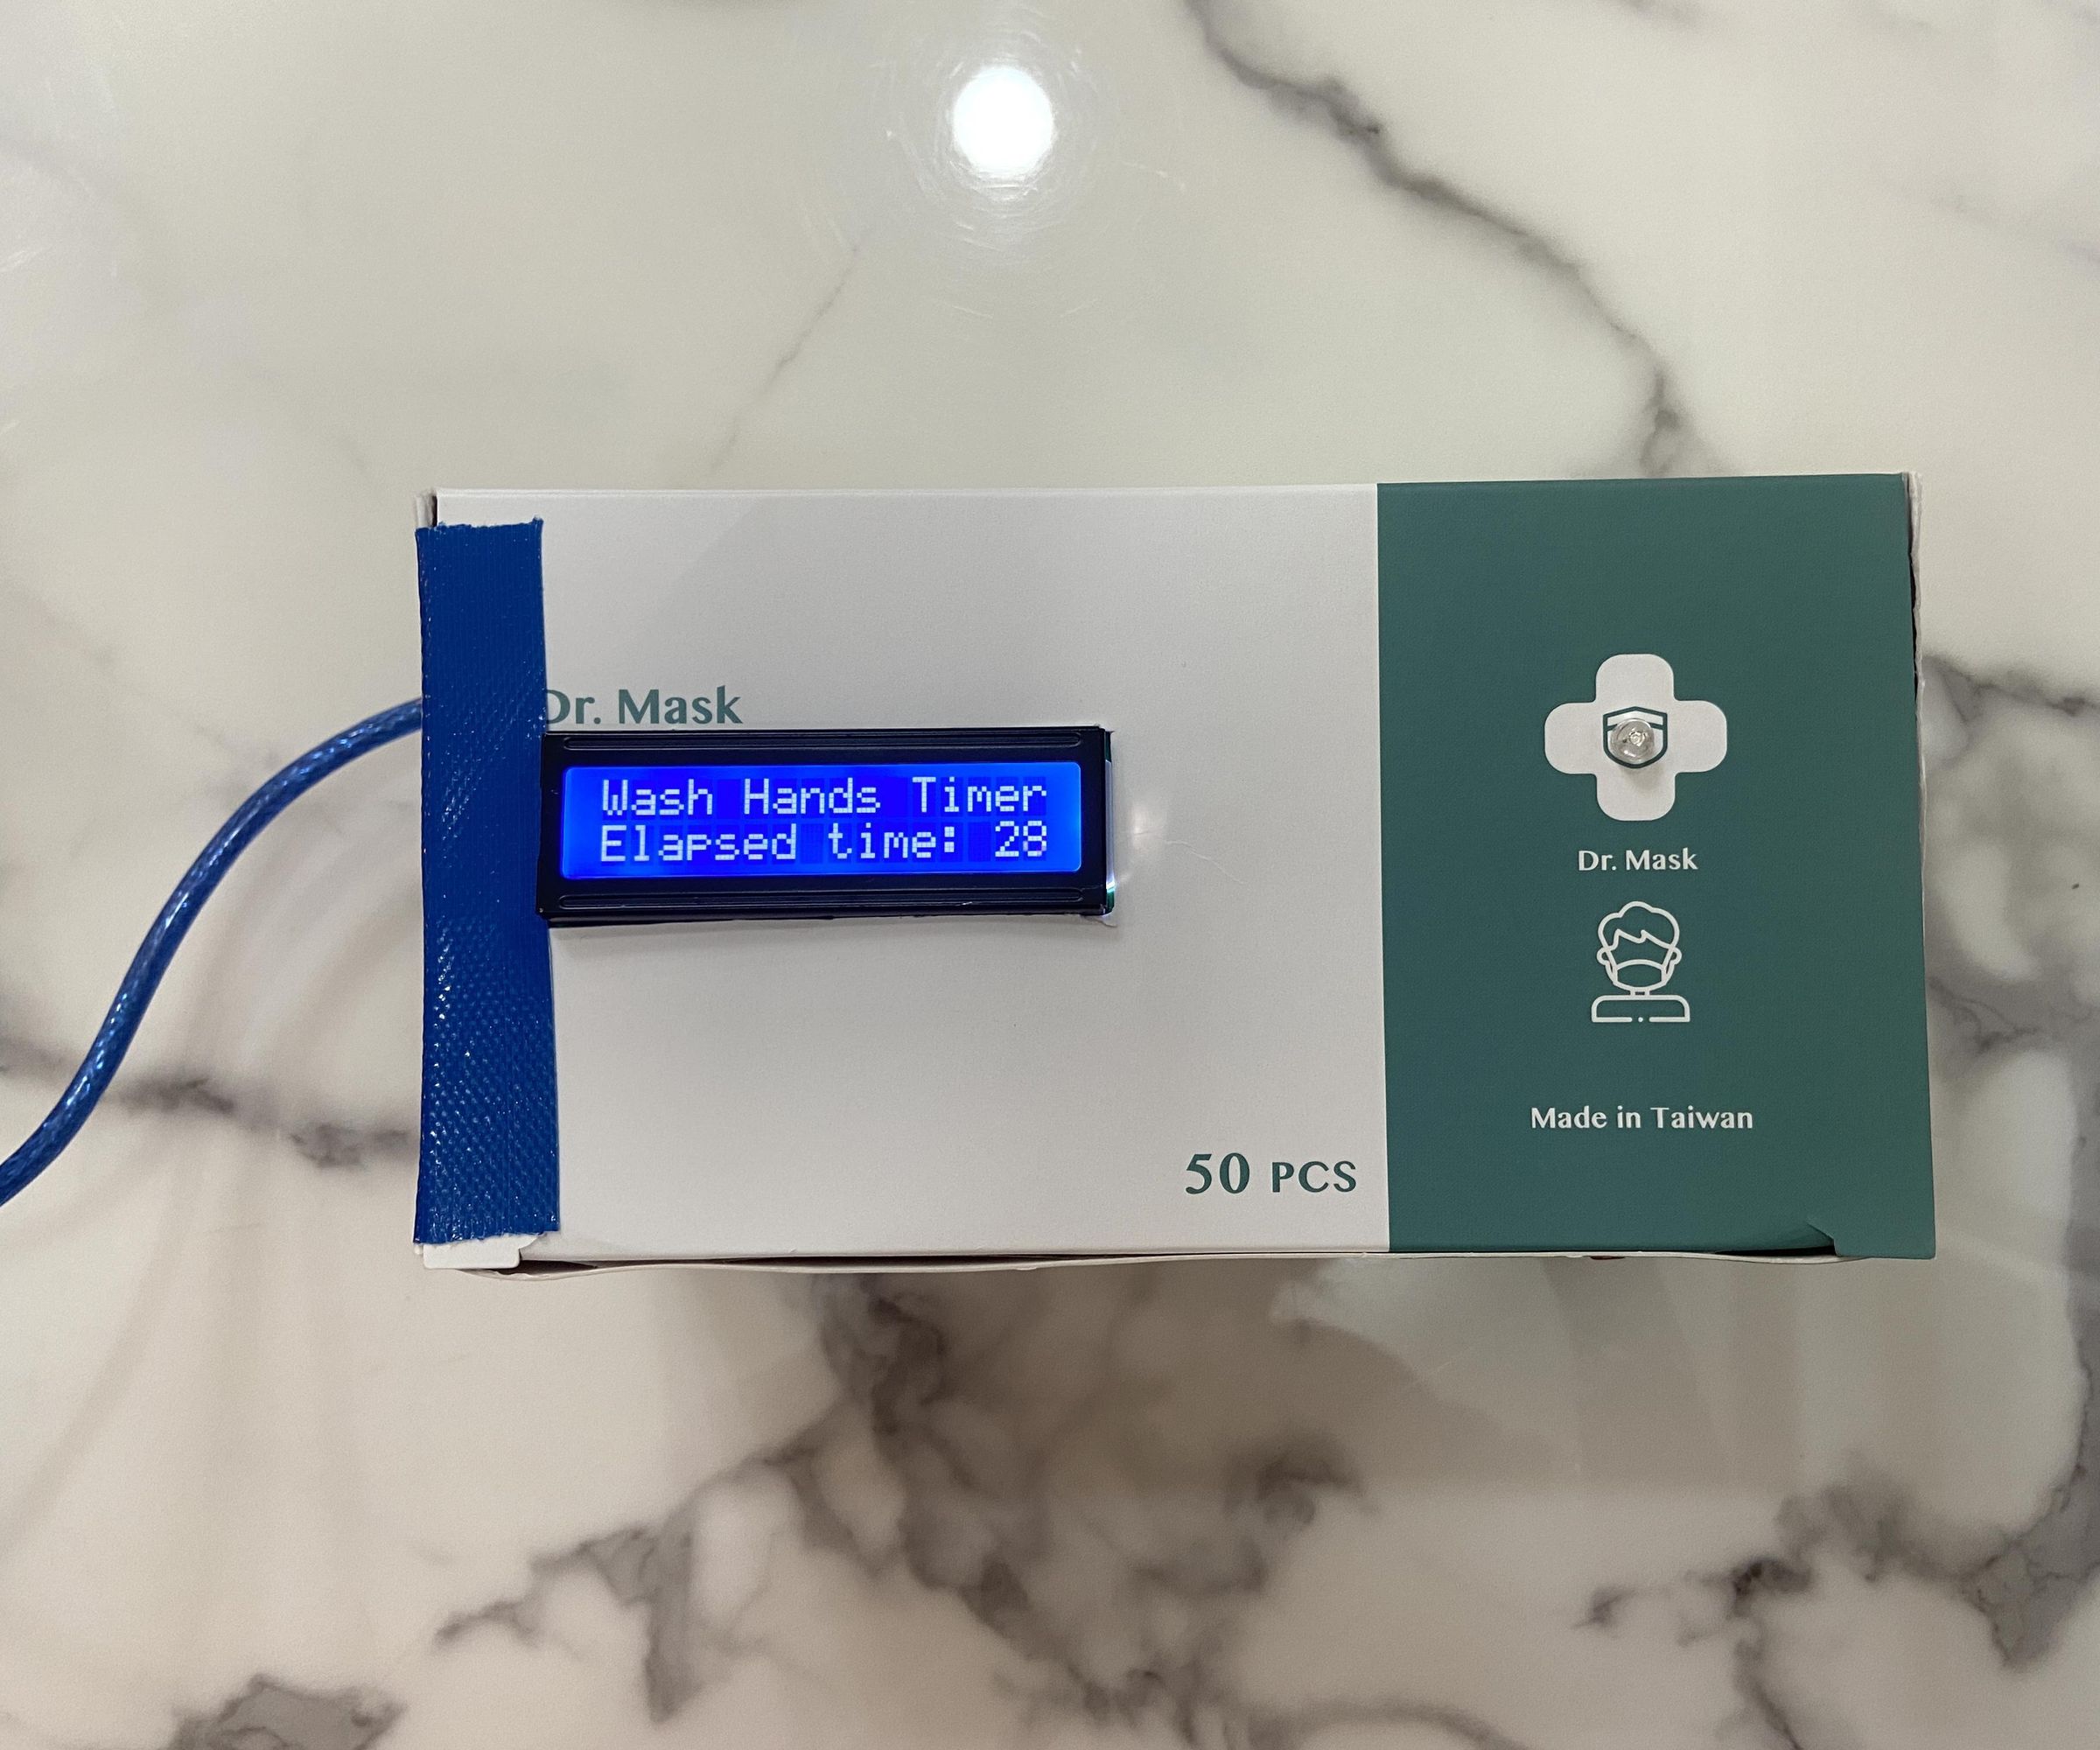 Dr. Mask
Wash Hands Timer
Elapsed time: 28
50 PCS
Dr. Mask
Made in Taiwan